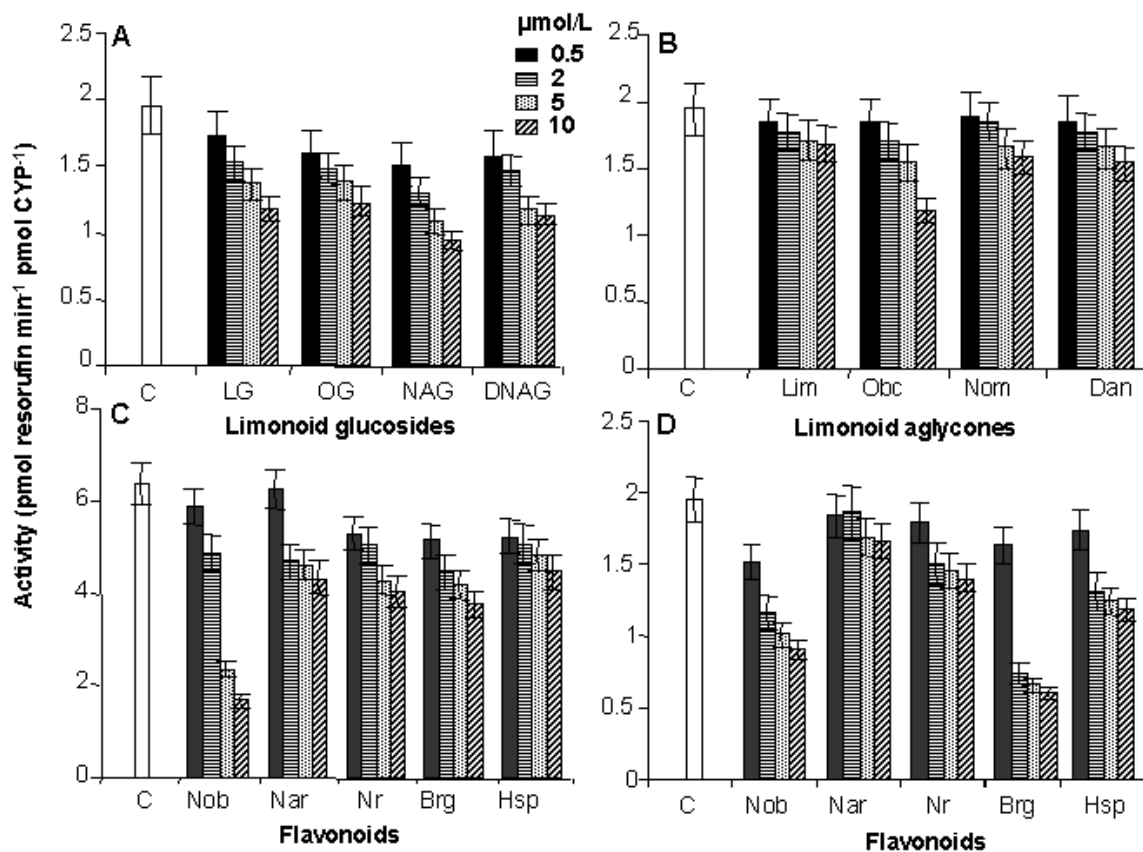 A
2.5
2
1.5
1
0.5
0
C LG OG NAG DNAG
Limonoid glucosides
µmol/L
0.5
2
5
10
B
2.5
2
1.5
1
0.5
0
C Lim Obc Nom Dan
Limonoid aglycones
Activity (pmol resorufin min⁻¹ pmol CYP⁻¹)
C
8
6
4
2
0
C Nob Nar Nr Brg Hsp
Flavonoids
D
2.5
2
1.5
1
0.5
0
C Nob Nar Nr Brg Hsp
Flavonoids